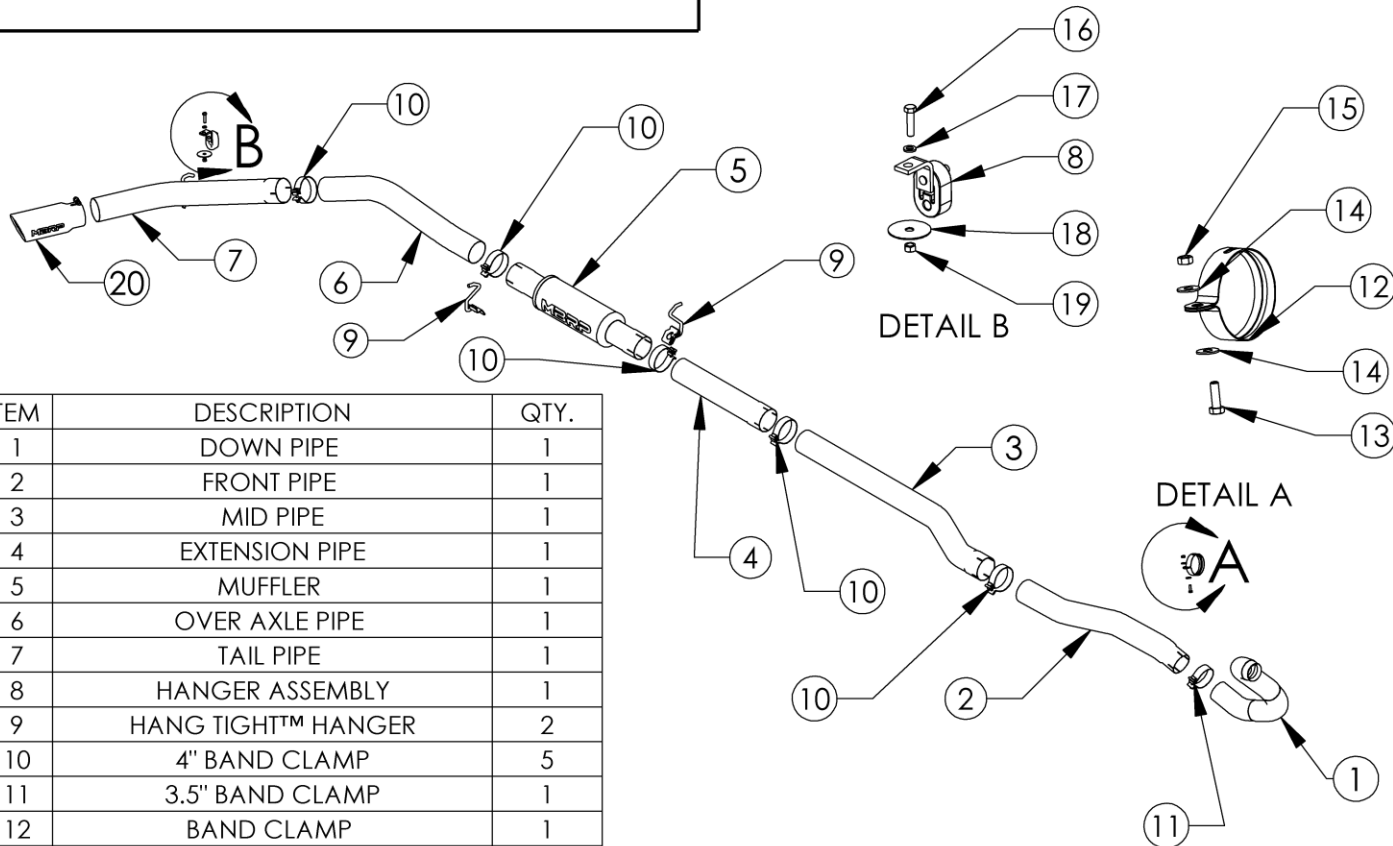 16
17
8
18
19
DETAIL B
15
14
12
14
13
DETAIL A
A
10
B
10
5
MBRP
20
7
6
9
MBRP
9
10
4
3
10
10
2
11
1
TEM DESCRIPTION QTY.
1 DOWN PIPE 1
2 FRONT PIPE 1
3 MID PIPE 1
4 EXTENSION PIPE 1
5 MUFFLER 1
6 OVER AXLE PIPE 1
7 TAIL PIPE 1
8 HANGER ASSEMBLY 1
9 HANG TIGHT™ HANGER 2
10 4" BAND CLAMP 5
11 3.5" BAND CLAMP 1
12 BAND CLAMP 1